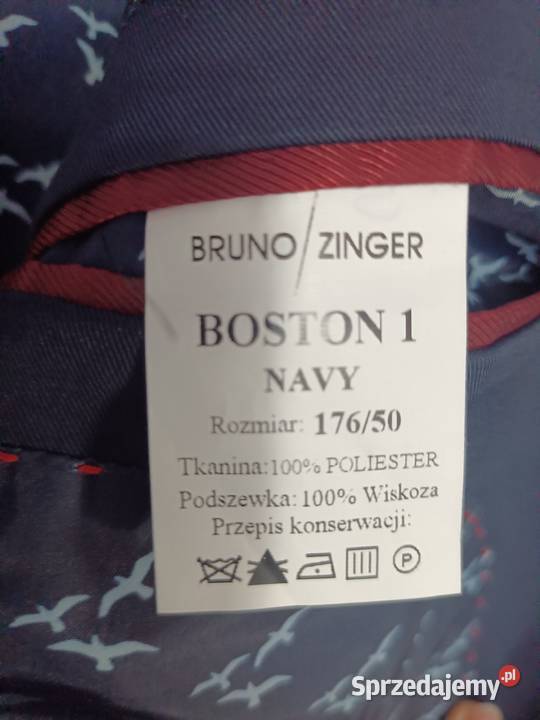 BRUNO/ZINGER
BOSTON 1
NAVY
Rozmiar: 176/50
Tkanina:100% POLIESTER
Podszewka: 100% Wiskoza
Przepis konserwacji:
P
Sprzedajemy.pl